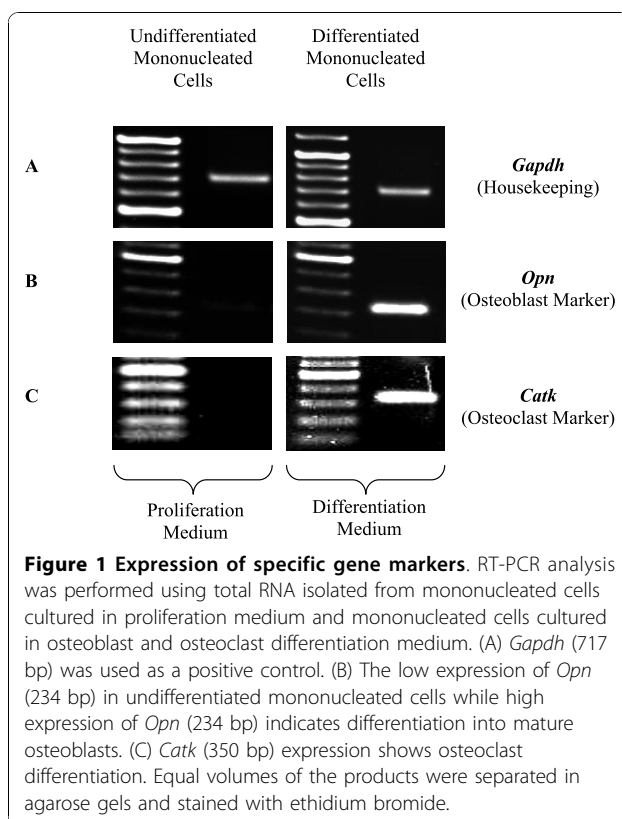 Undifferentiated Mononucleated Cells
Differentiated Mononucleated Cells
A
Gapdh
(Housekeeping)
B
Opn
(Osteoblast Marker)
C
Catk
(Osteoclast Marker)
Proliferation Medium
Differentiation Medium
Figure 1 Expression of specific gene markers. RT-PCR analysis
was performed using total RNA isolated from mononucleated cells
cultured in proliferation medium and mononucleated cells cultured
in osteoblast and osteoclast differentiation medium. (A) Gapdh (717
bp) was used as a positive control. (B) The low expression of Opn
(234 bp) in undifferentiated mononucleated cells while high
expression of Opn (234 bp) indicates differentiation into mature
osteoblasts. (C) Catk (350 bp) expression shows osteoclast
differentiation. Equal volumes of the products were separated in
agarose gels and stained with ethidium bromide.